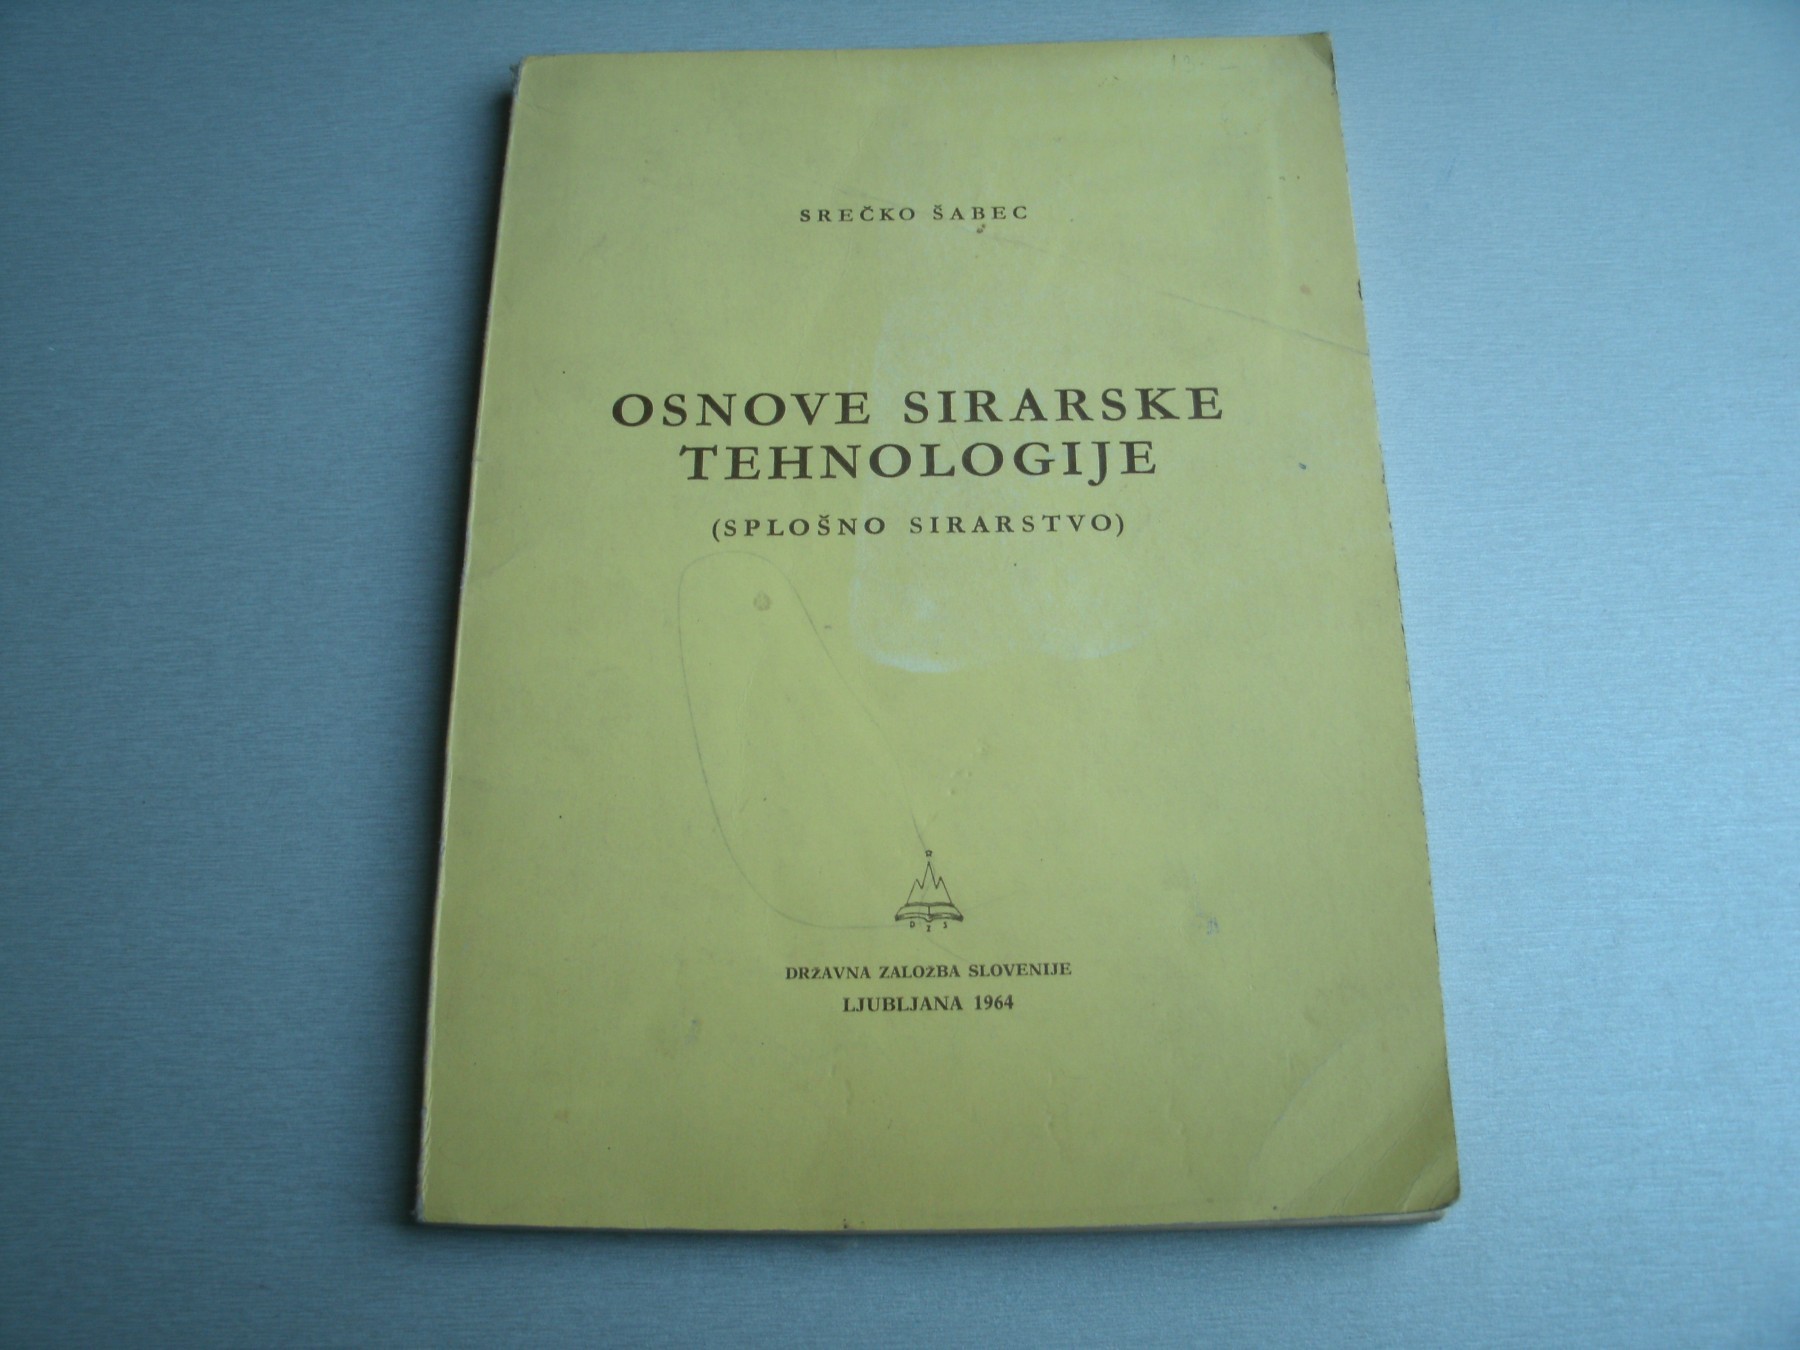 SREČKO ŠABEC
OSNOVE SIRARSKE
TEHNOLOGIJE
(SPLOŠNO SIRARSTVO)
D Z S
DRŽAVNA ZALOŽBA SLOVENIJE
LJUBLJANA 1964